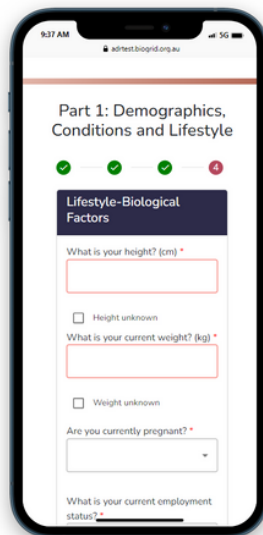 9:37 AM
5G
adrtest.biogrid.org.au
Part 1: Demographics,
Conditions and Lifestyle
4
Lifestyle-Biological
Factors
What is your height? (cm) *
Height unknown
What is your current weight? (kg) *
Weight unknown
Are you currently pregnant? *
What is your current employment
status? *